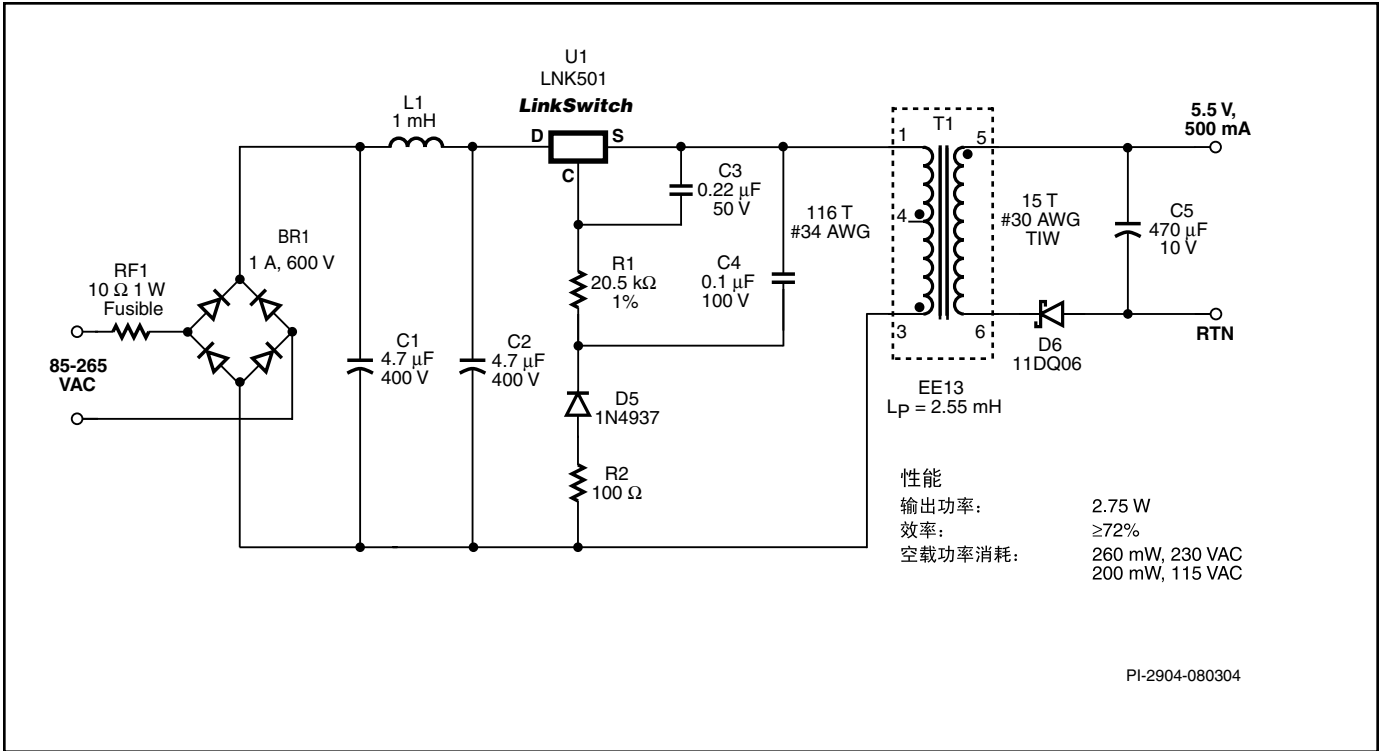 U1
LNK501
LinkSwitch
L1
1 mH
D
S
C
C3
0.22 μF
50 V
BR1
1 A, 600 V
RF1
10 Ω 1 W
Fusible
85-265
VAC
C1
4.7 μF
400 V
C2
4.7 μF
400 V
R1
20.5 kΩ
1%
C4
0.1 μF
100 V
D5
1N4937
R2
100 Ω
116 T
#34 AWG
T1
1
4
3
5
6
EE13
LP = 2.55 mH
15 T
#30 AWG
TIW
D6
11DQ06
C5
470 μF
10 V
5.5 V,
500 mA
RTN
性能
输出功率： 2.75 W
效率： ≥72%
空载功率消耗： 260 mW, 230 VAC
200 mW, 115 VAC
PI-2904-080304